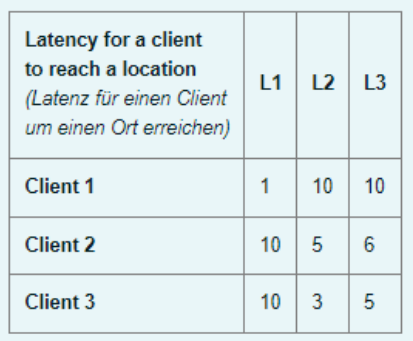 Latency for a client
to reach a location
(Latenz für einen Client
um einen Ort erreichen)
L1 L2 L3
Client 1 1 10 10
Client 2 10 5 6
Client 3 10 3 5